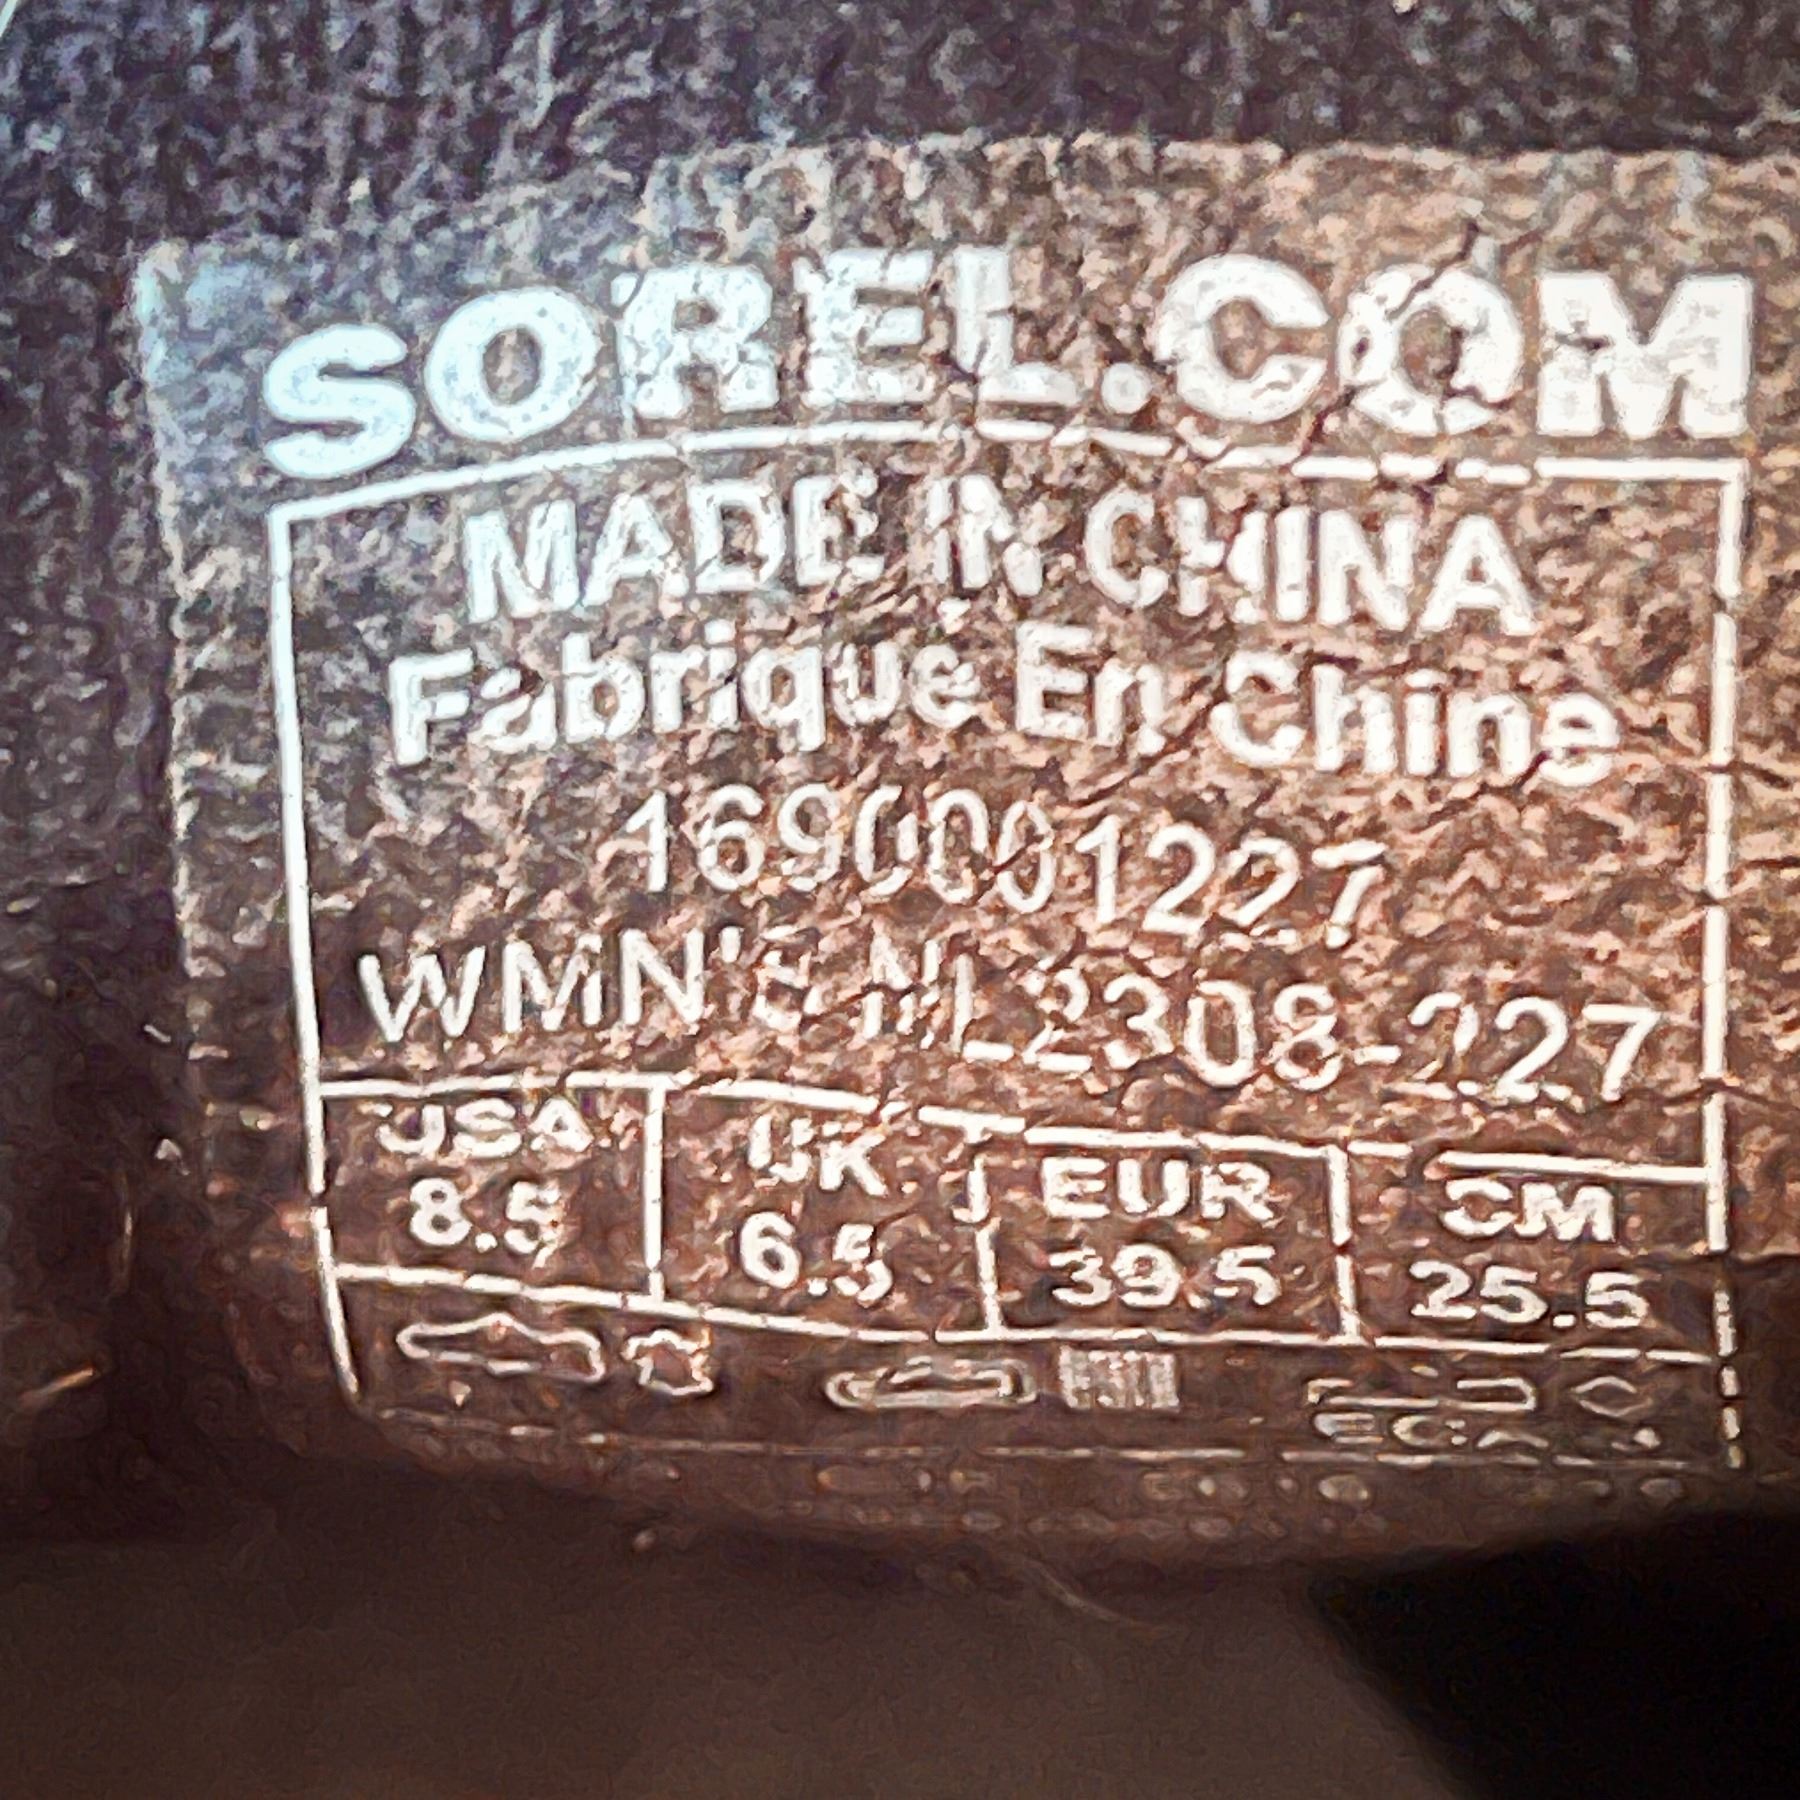 SOREL.COM
MADE IN CHINA
Fabrique En Chine
1690001227
WMN'S NL2308-227
USA UK EUR CM
8.5 6.5 39.5 25.5